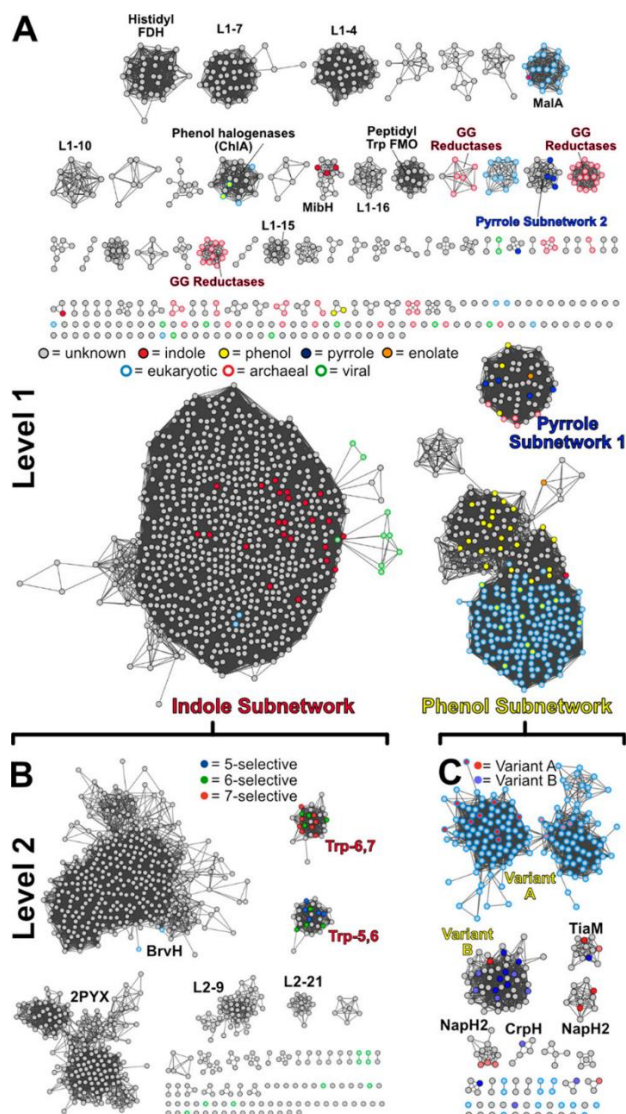 A
Histidyl
FDH
L1-7
L1-4
MalA
L1-10
Phenol halogenases
(ChlA)
MibH
L1-16
Peptidyl
Trp FMO
GG
Reductases
GG
Reductases
Pyrrole Subnetwork 2
L1-15
GG Reductases
= unknown = indole = phenol = pyrrole = enolate
= eukaryotic = archaeal = viral
Level 1
Pyrrole
Subnetwork 1
Indole Subnetwork
Phenol Subnetwork
B
= 5-selective
= 6-selective
= 7-selective
Level 2
Trp-6,7
BrvH
Trp-5,6
2PYX
L2-9
L2-21
C
= Variant A
= Variant B
Variant
A
Variant
B
TiaM
NapH2
CrpH
NapH2